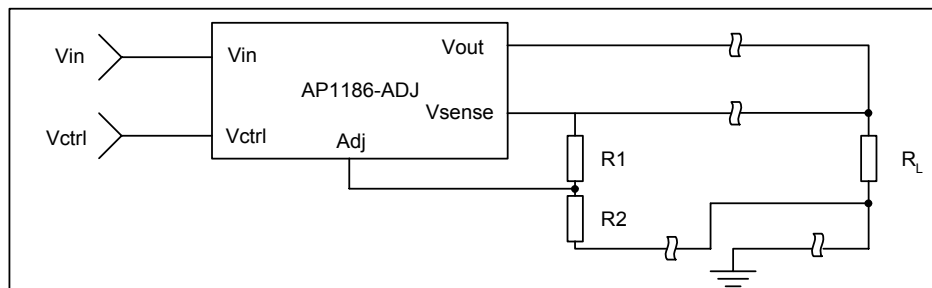 Vin
Vctrl
Vin
Vctrl
AP1186-ADJ
Vout
Vsense
Adj
R1
R2
RL